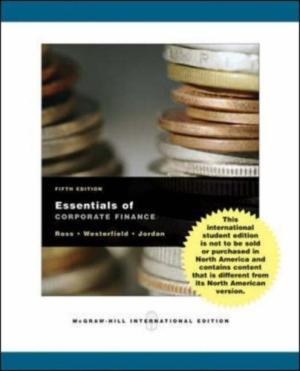 FIFTH EDITION
Essentials of
CORPORATE FINANCE
Ross • Westerfield • Jordan
This
international
student edition
is not to be sold
or purchased in
North America and
contains content
that is different from
its North American
version.
McGRAW-HILL INTERNATIONAL EDITION